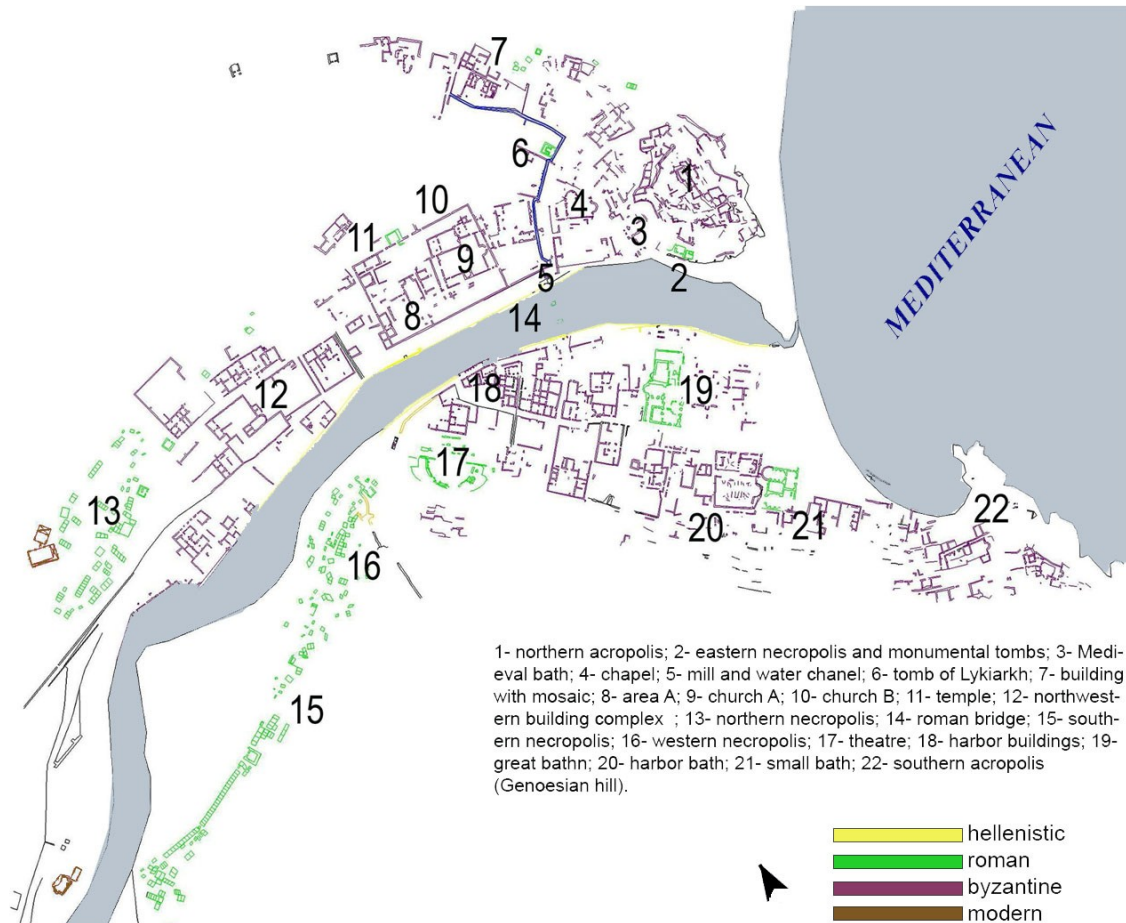 7
6
1
4
10
3
11
9
5
2
8
14
MEDITERRANEAN
12
18
19
17
13
20
21
22
16
15
1- northern acropolis; 2- eastern necropolis and monumental tombs; 3- Medi-
eval bath; 4- chapel; 5- mill and water chanel; 6- tomb of Lykiarkh; 7- building
with mosaic; 8- area A; 9- church A; 10- church B; 11- temple; 12- northwest-
ern building complex ; 13- northern necropolis; 14- roman bridge; 15- south-
ern necropolis; 16- western necropolis; 17- theatre; 18- harbor buildings; 19-
great bathn; 20- harbor bath; 21- small bath; 22- southern acropolis
(Genoesian hill).
hellenistic
roman
byzantine
modern